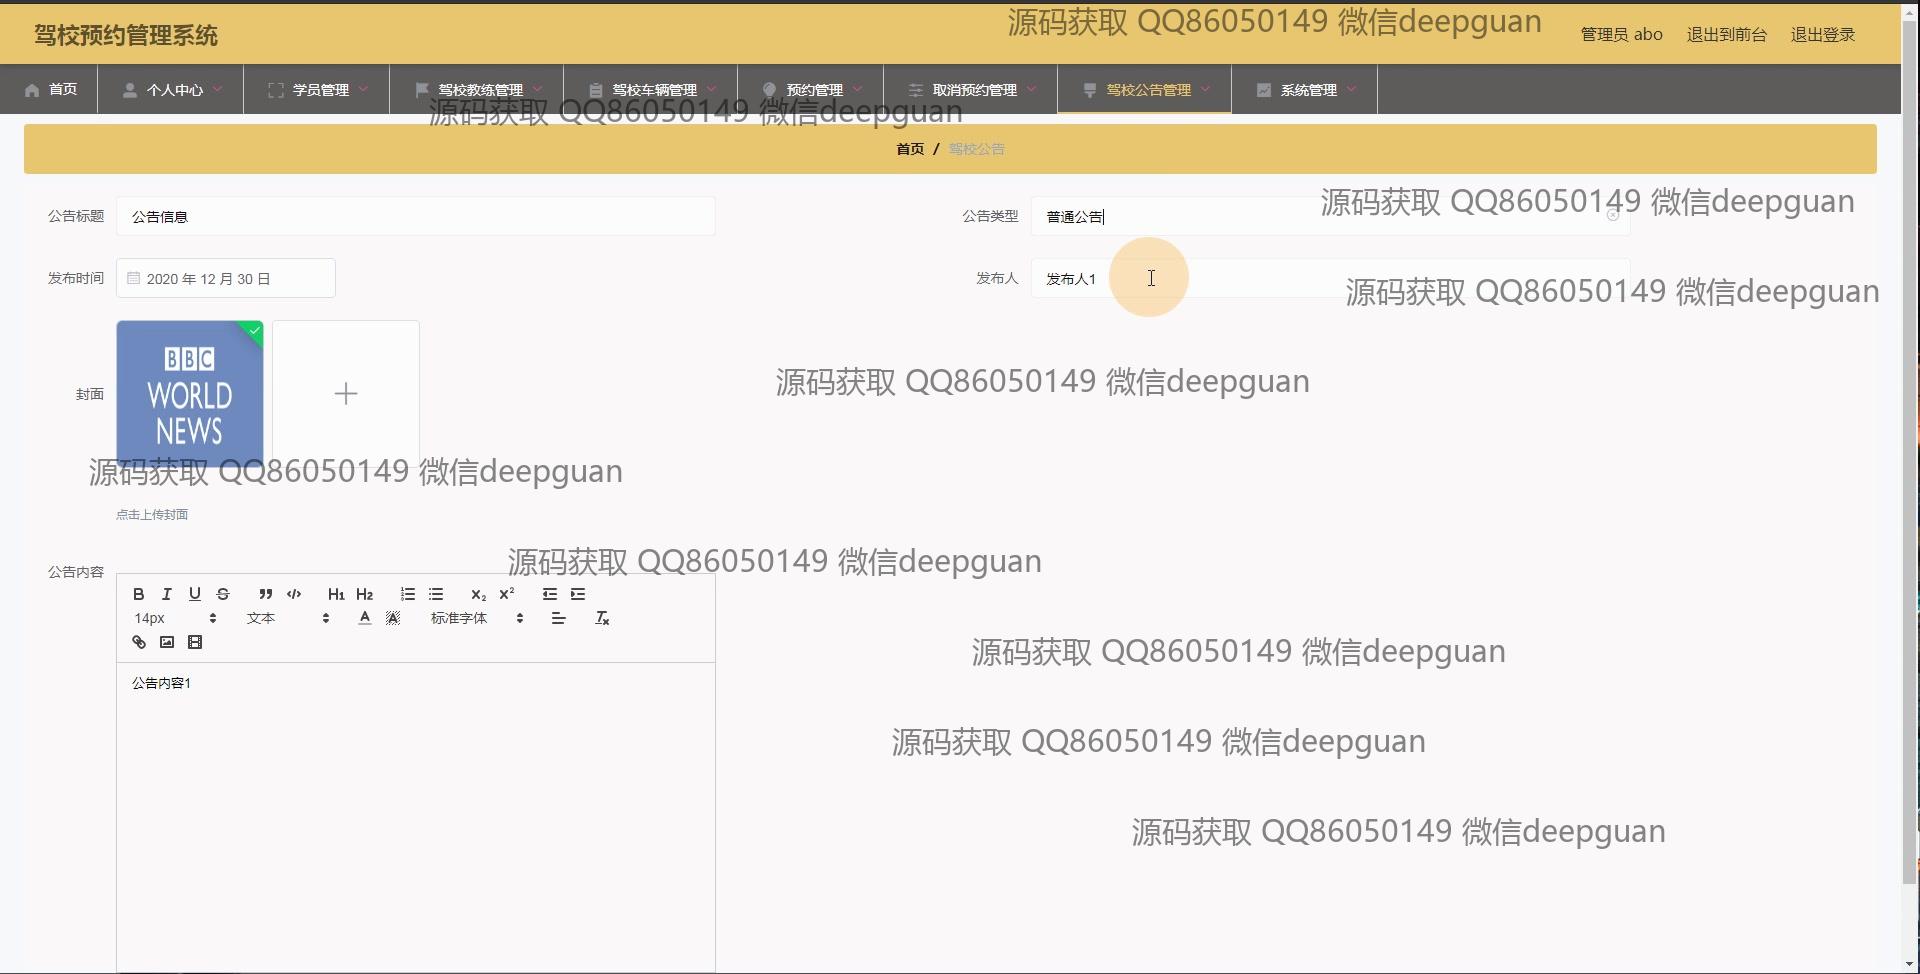 驾校预约管理系统
源码获取 QQ86050149 微信deepguan
管理员 abo 退出到前台 退出登录
首页 个人中心 学员管理 驾校教练管理 驾校车辆管理 预约管理 取消预约管理 驾校公告管理 系统管理
源码获取 QQ86050149 微信deepguan
首页 / 驾校公告
源码获取 QQ86050149 微信deepguan
公告标题 公告信息 公告类型 普通公告
发布时间 2020 年 12 月 30 日 发布人 发布人1
源码获取 QQ86050149 微信deepguan
BBC
WORLD
NEWS
封面
源码获取 QQ86050149 微信deepguan
源码获取 QQ86050149 微信deepguan
点击上传封面
源码获取 QQ86050149 微信deepguan
公告内容
B I U S H1 H2 X2 X2
14px 文本 A A 标准字体 Tx
源码获取 QQ86050149 微信deepguan
公告内容1
源码获取 QQ86050149 微信deepguan
源码获取 QQ86050149 微信deepguan